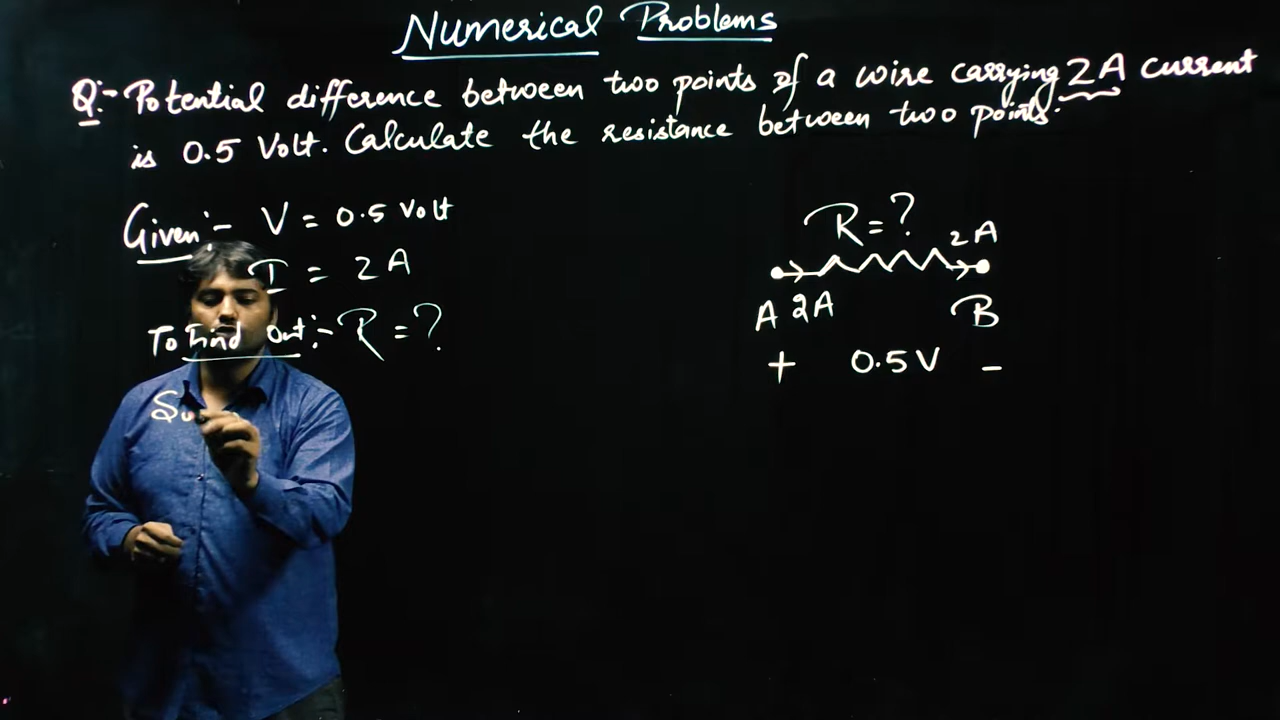 Numerical Problems
Q:- Potential difference between two points of a wire carrying 2A current
is 0.5 Volt. Calculate the resistance between two points.
Given:- V = 0.5 Volt
I = 2A
To Find Out:- R = ?
R = ?
2A
A 2A B
+ 0.5V -